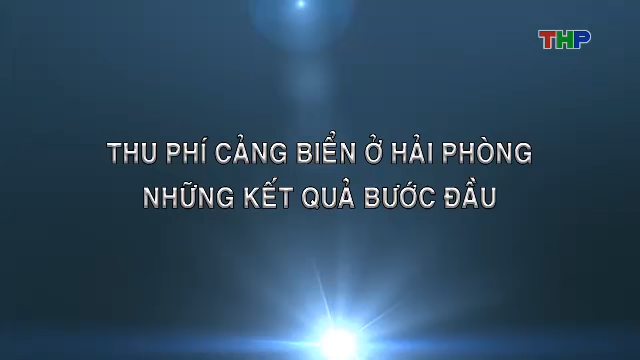 THP
THU PHÍ CẢNG BIỂN Ở HẢI PHÒNG
NHỮNG KẾT QUẢ BƯỚC ĐẦU